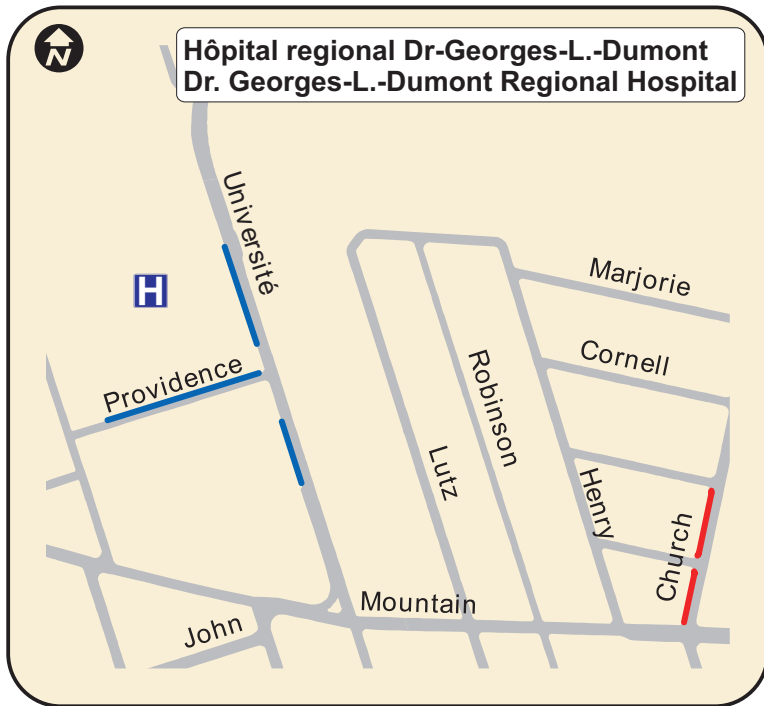 N
Hôpital regional Dr-Georges-L.-Dumont
Dr. Georges-L.-Dumont Regional Hospital
Université
H
Marjorie
Cornell
Providence
Robinson
Lutz
Henry
Church
Mountain
John